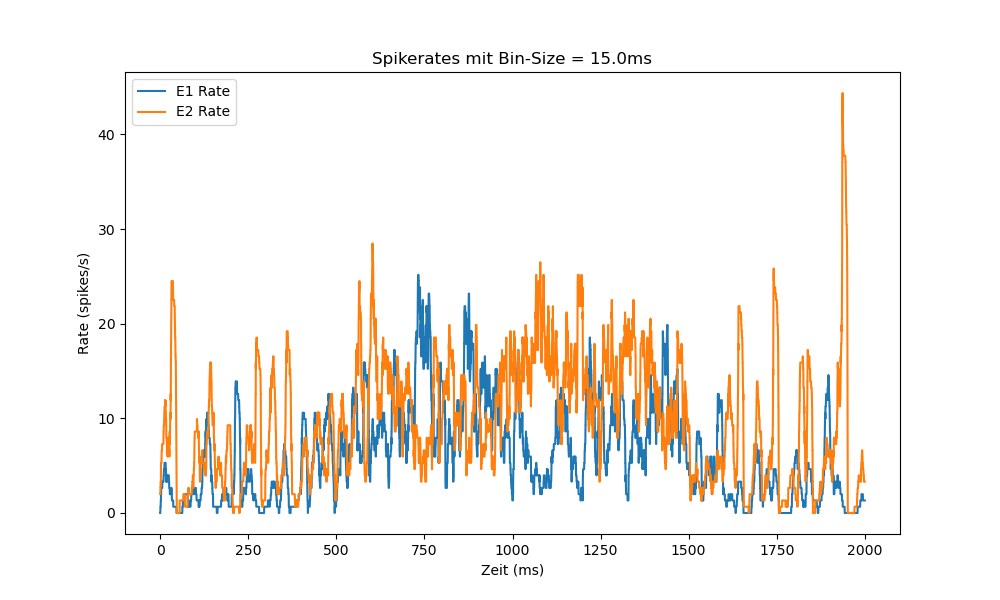 Spikerates mit Bin-Size = 15.0ms
E1 Rate
E2 Rate
40
30
20
10
0
Rate (spikes/s)
0 250 500 750 1000 1250 1500 1750 2000
Zeit (ms)